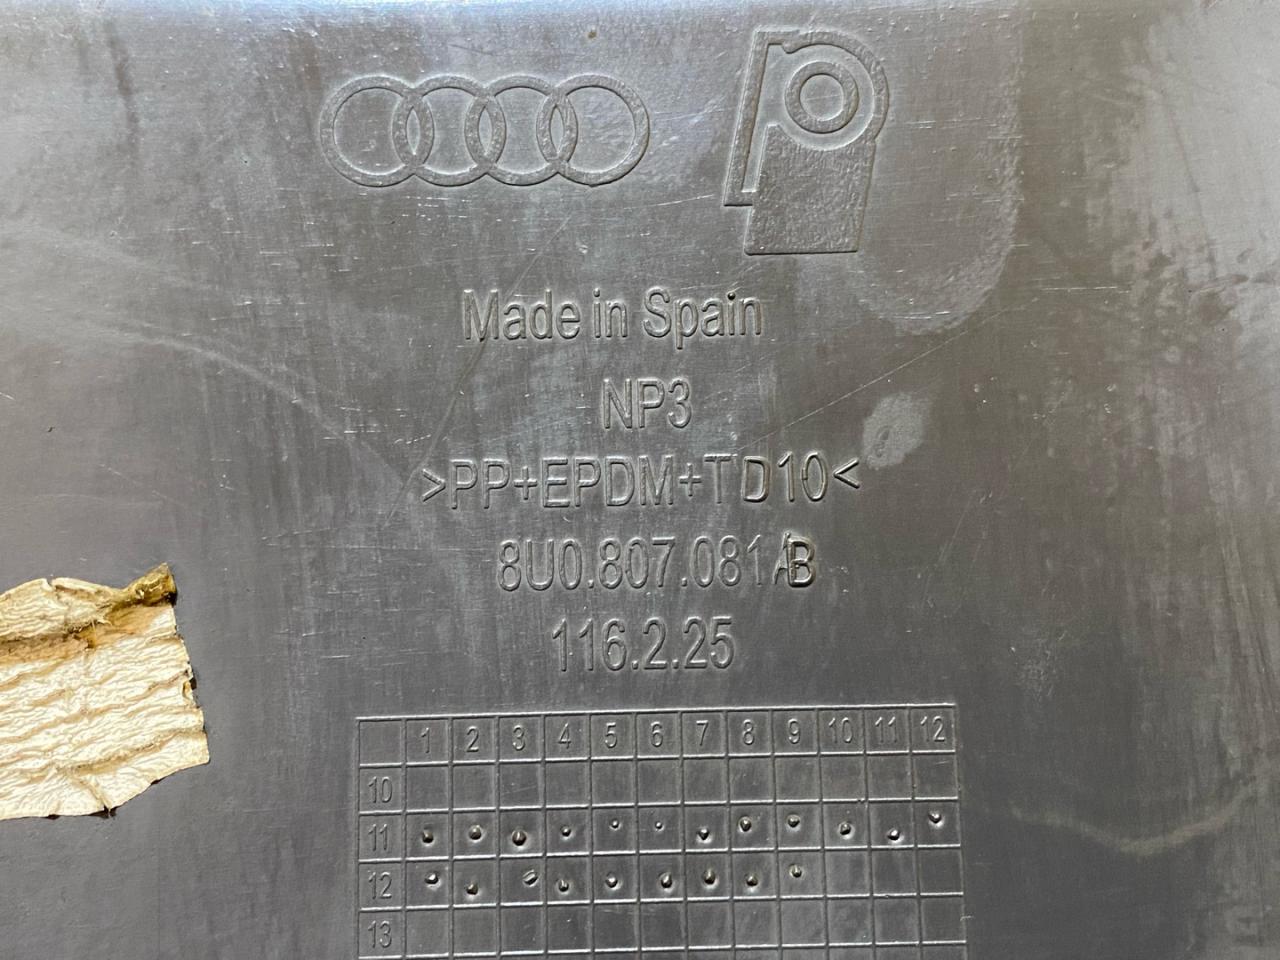 Made in Spain
NP3
>PP+EPDM+TD10<
8U0.807.081 B
116.2.25
1 2 3 4 5 6 7 8 9 10 11 12
10
11
12
13